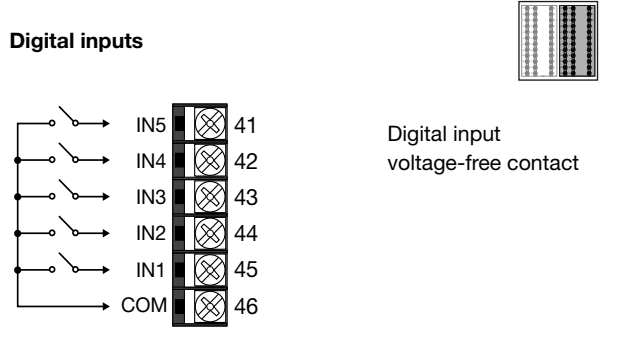 Digital inputs
IN5 41
IN4 42
IN3 43
IN2 44
IN1 45
COM 46
Digital input
voltage-free contact